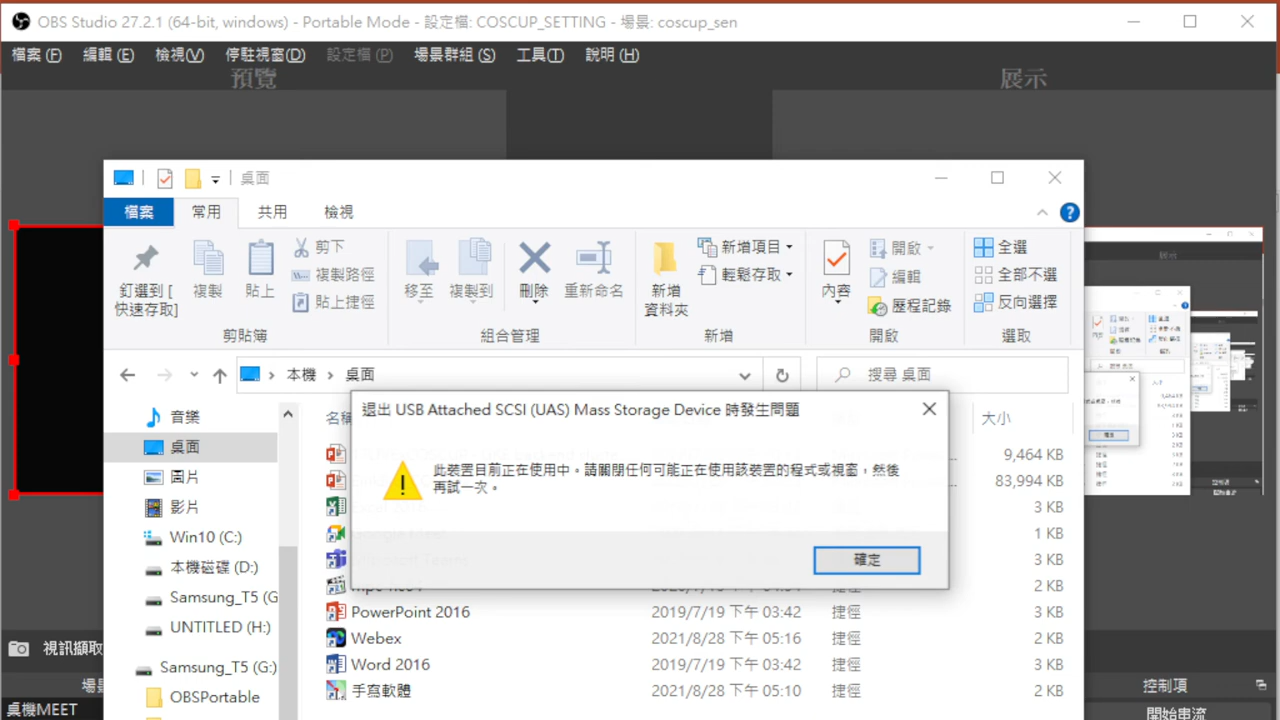 OBS Studio 27.2.1 (64-bit, windows) - Portable Mode - 設定檔: COSCUP_SETTING - 場景: coscup_sen
檔案 (F) 編輯 (E) 檢視(V) 停駐視窗(D) 設定檔 (P) 場景群組 (S) 工具(T) 說明 (H)
預覽 展示
桌面
檔案 常用 共用 檢視
釘選到 [
快速存取]
複製
貼上
剪下
複製路徑
貼上捷徑
剪貼簿
移至
複製到
刪除
重新命名
組合管理
新增
資料夾
新增項目
輕鬆存取
新增
內容
開啟
編輯
歷程記錄
開啟
全選
全部不選
反向選擇
選取
本機 › 桌面
搜尋 桌面
音樂
桌面
圖片
影片
Win10 (C:)
本機磁碟 (D:)
Samsung_T5 (G
UNTITLED (H:)
Samsung_T5 (G:)
OBSPortable
大小
退出 USB Attached SCSI (UAS) Mass Storage Device 時發生問題
此裝置目前正在使用中。請關閉任何可能正在使用該裝置的程式或視窗，然後
再試一次。
確定
9,464 KB
83,994 KB
3 KB
1 KB
3 KB
2 KB
PowerPoint 2016 2019/7/19 下午 03:42 捷徑 3 KB
Webex 2021/8/28 下午 05:16 捷徑 2 KB
Word 2016 2019/7/19 下午 03:42 捷徑 3 KB
手寫軟體 2021/8/28 下午 05:10 捷徑 2 KB
視訊擷取
桌機MEET
控制項
開始串流